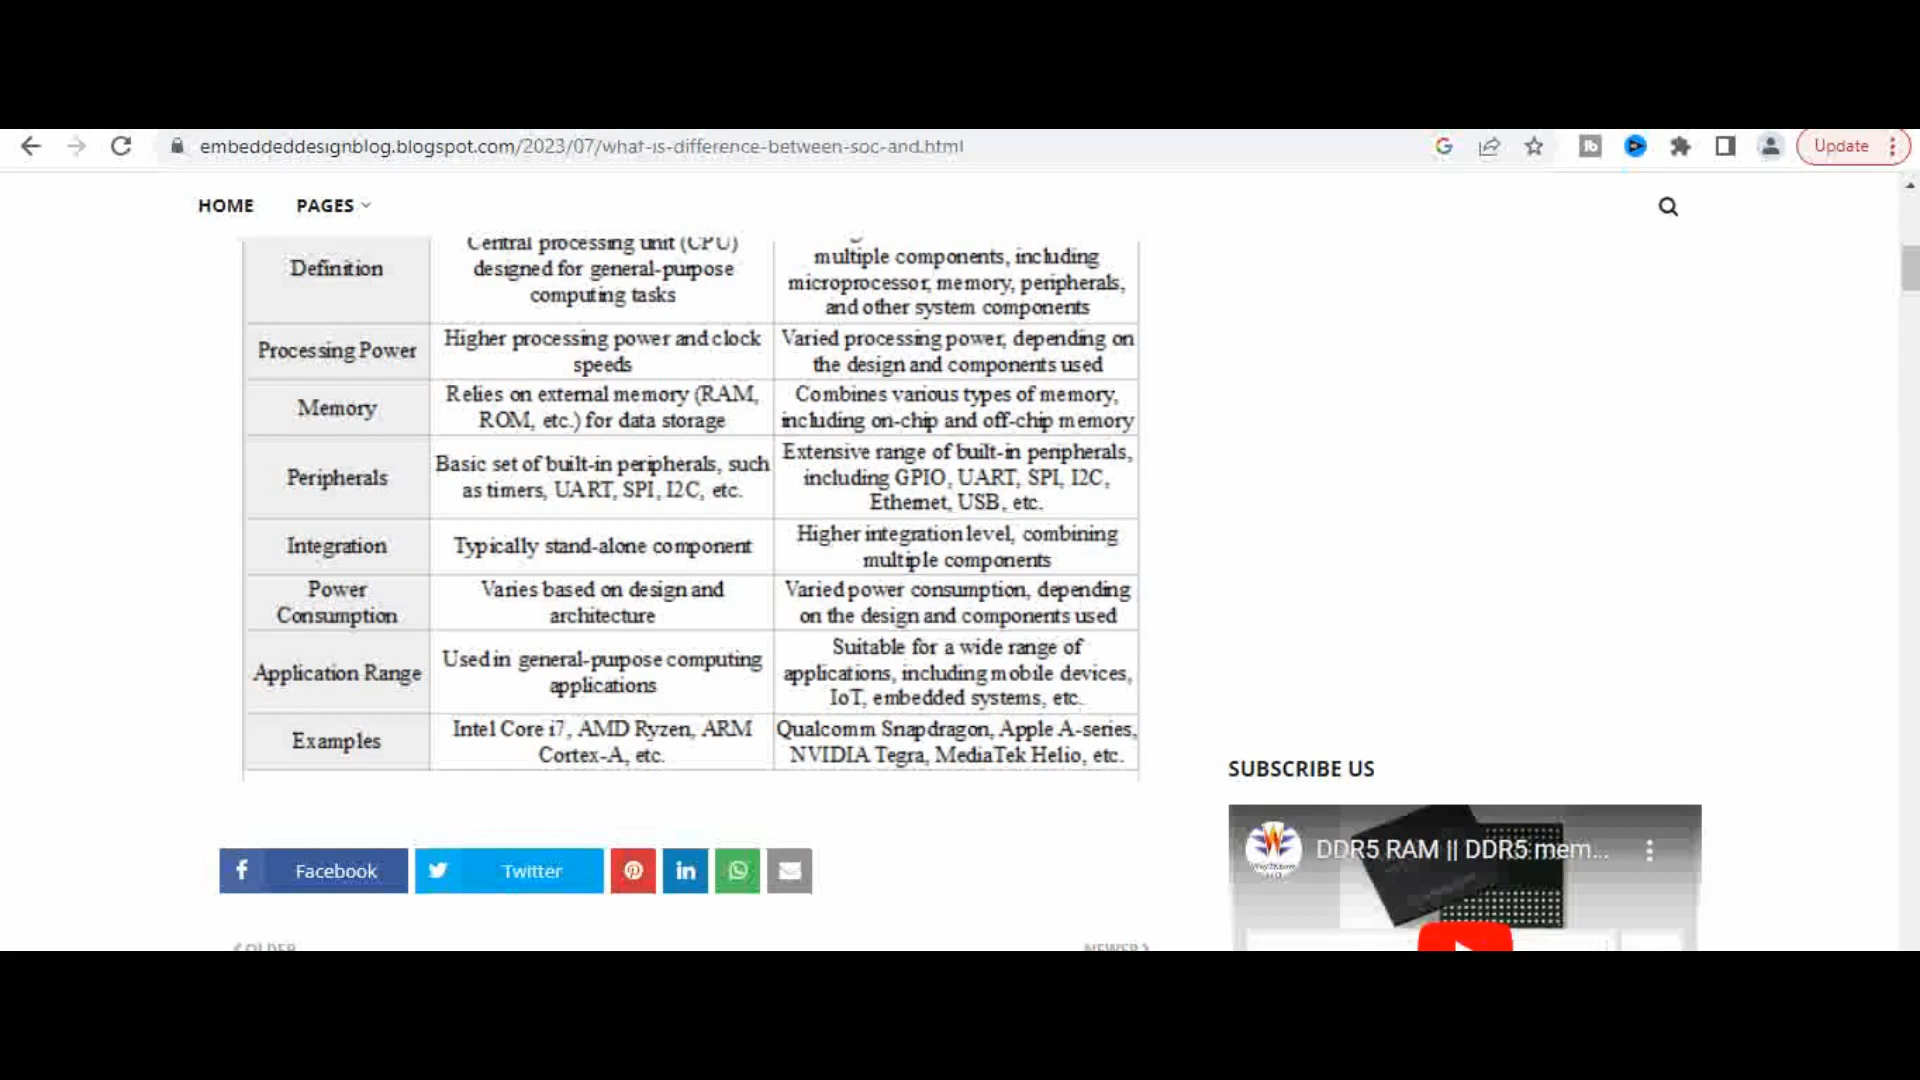 embeddeddesignblog.blogspot.com/2023/07/what-is-difference-between-soc-and.html
Update
HOME
PAGES
Definition
Central processing unit (CPU)
designed for general-purpose
computing tasks
multiple components, including
microprocessor, memory, peripherals,
and other system components
Processing Power
Higher processing power and clock
speeds
Varied processing power, depending on
the design and components used
Memory
Relies on external memory (RAM,
ROM, etc.) for data storage
Combines various types of memory,
including on-chip and off-chip memory
Peripherals
Basic set of built-in peripherals, such
as timers, UART, SPI, I2C, etc.
Extensive range of built-in peripherals,
including GPIO, UART, SPI, I2C,
Ethernet, USB, etc.
Integration
Typically stand-alone component
Higher integration level, combining
multiple components
Power
Consumption
Varies based on design and
architecture
Varied power consumption, depending
on the design and components used
Application Range
Used in general-purpose computing
applications
Suitable for a wide range of
applications, including mobile devices,
IoT, embedded systems, etc.
Examples
Intel Core i7, AMD Ryzen, ARM
Cortex-A, etc.
Qualcomm Snapdragon, Apple A-series,
NVIDIA Tegra, MediaTek Helio, etc.
SUBSCRIBE US
DDR5 RAM || DDR5 mem...
Facebook
Twitter
OLDER
NEWER